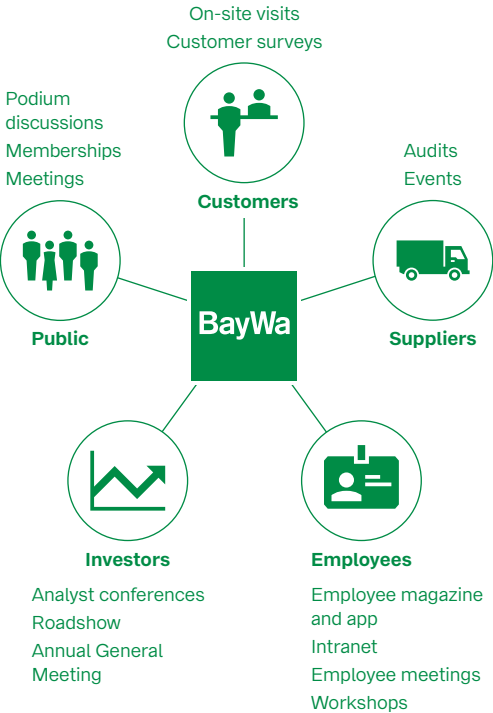 On-site visits
Customer surveys
Customers
Podium
discussions
Memberships
Meetings
Public
Audits
Events
Suppliers
BayWa
Investors
Analyst conferences
Roadshow
Annual General
Meeting
Employees
Employee magazine
and app
Intranet
Employee meetings
Workshops